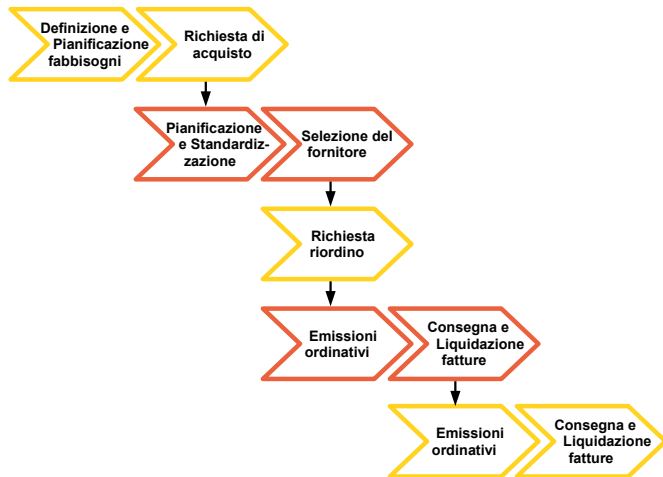 Definizione e
Pianificazione
fabbisogni
Richiesta di
acquisto
Pianificazione
e Standardiz-
zazione
Selezione del
fornitore
Richiesta
riordino
Emissioni
ordinativi
Consegna e
Liquidazione
fatture
Emissioni
ordinativi
Consegna e
Liquidazione
fatture